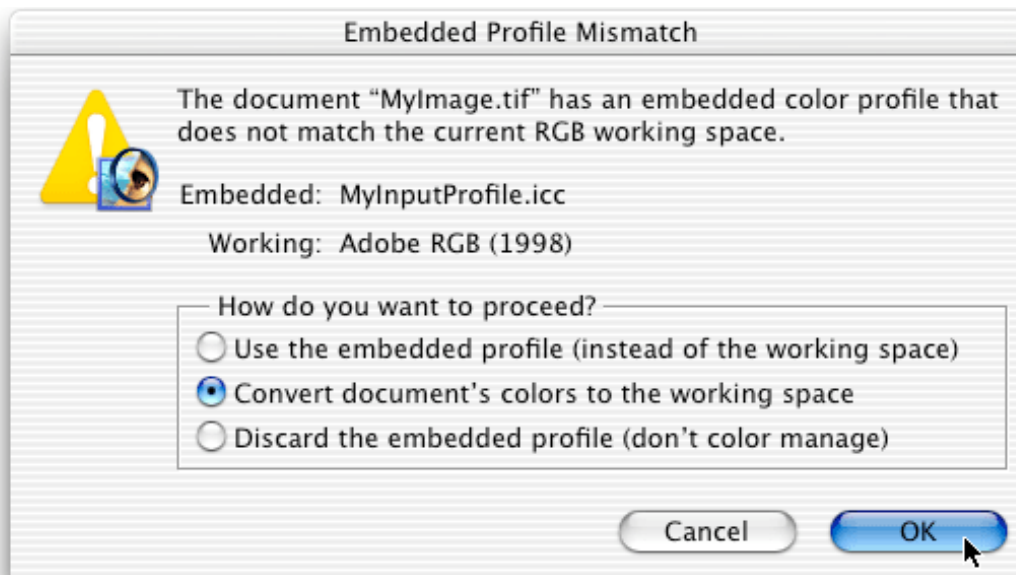 Embedded Profile Mismatch
The document “MyImage.tif” has an embedded color profile that
does not match the current RGB working space.
Embedded: MyInputProfile.icc
Working: Adobe RGB (1998)
How do you want to proceed?
Use the embedded profile (instead of the working space)
Convert document’s colors to the working space
Discard the embedded profile (don’t color manage)
Cancel OK